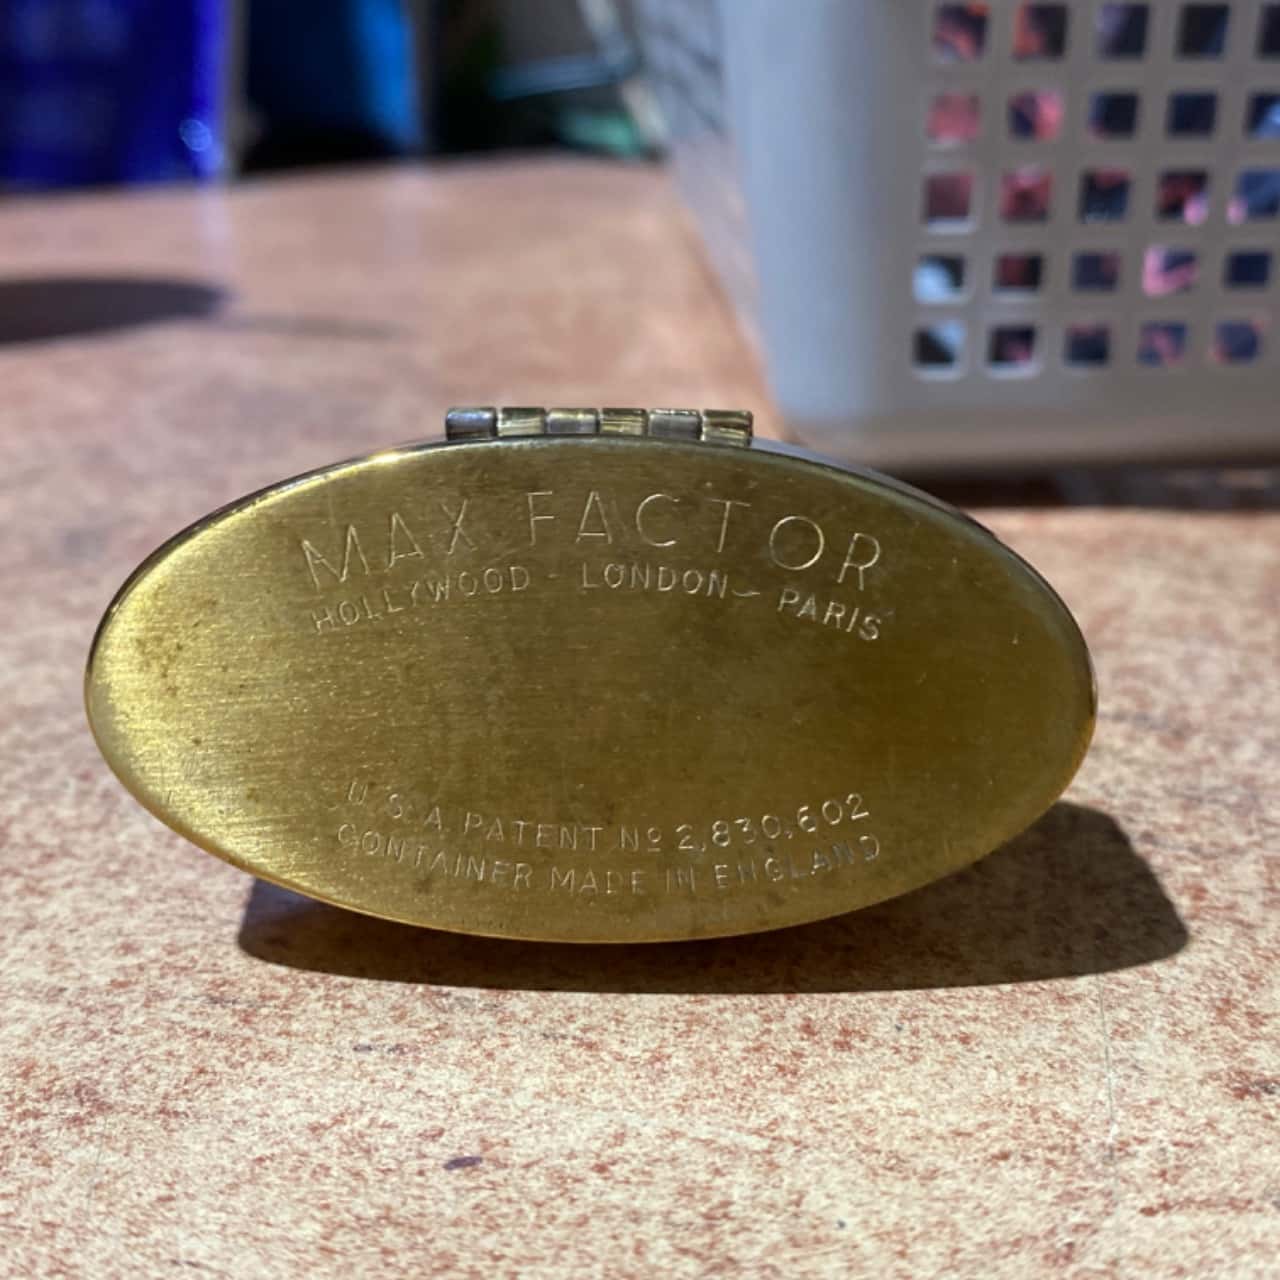 MAX FACTOR
HOLLYWOOD - LONDON - PARIS
U.S.A. PATENT Nº 2,830,602
CONTAINER MADE IN ENGLAND